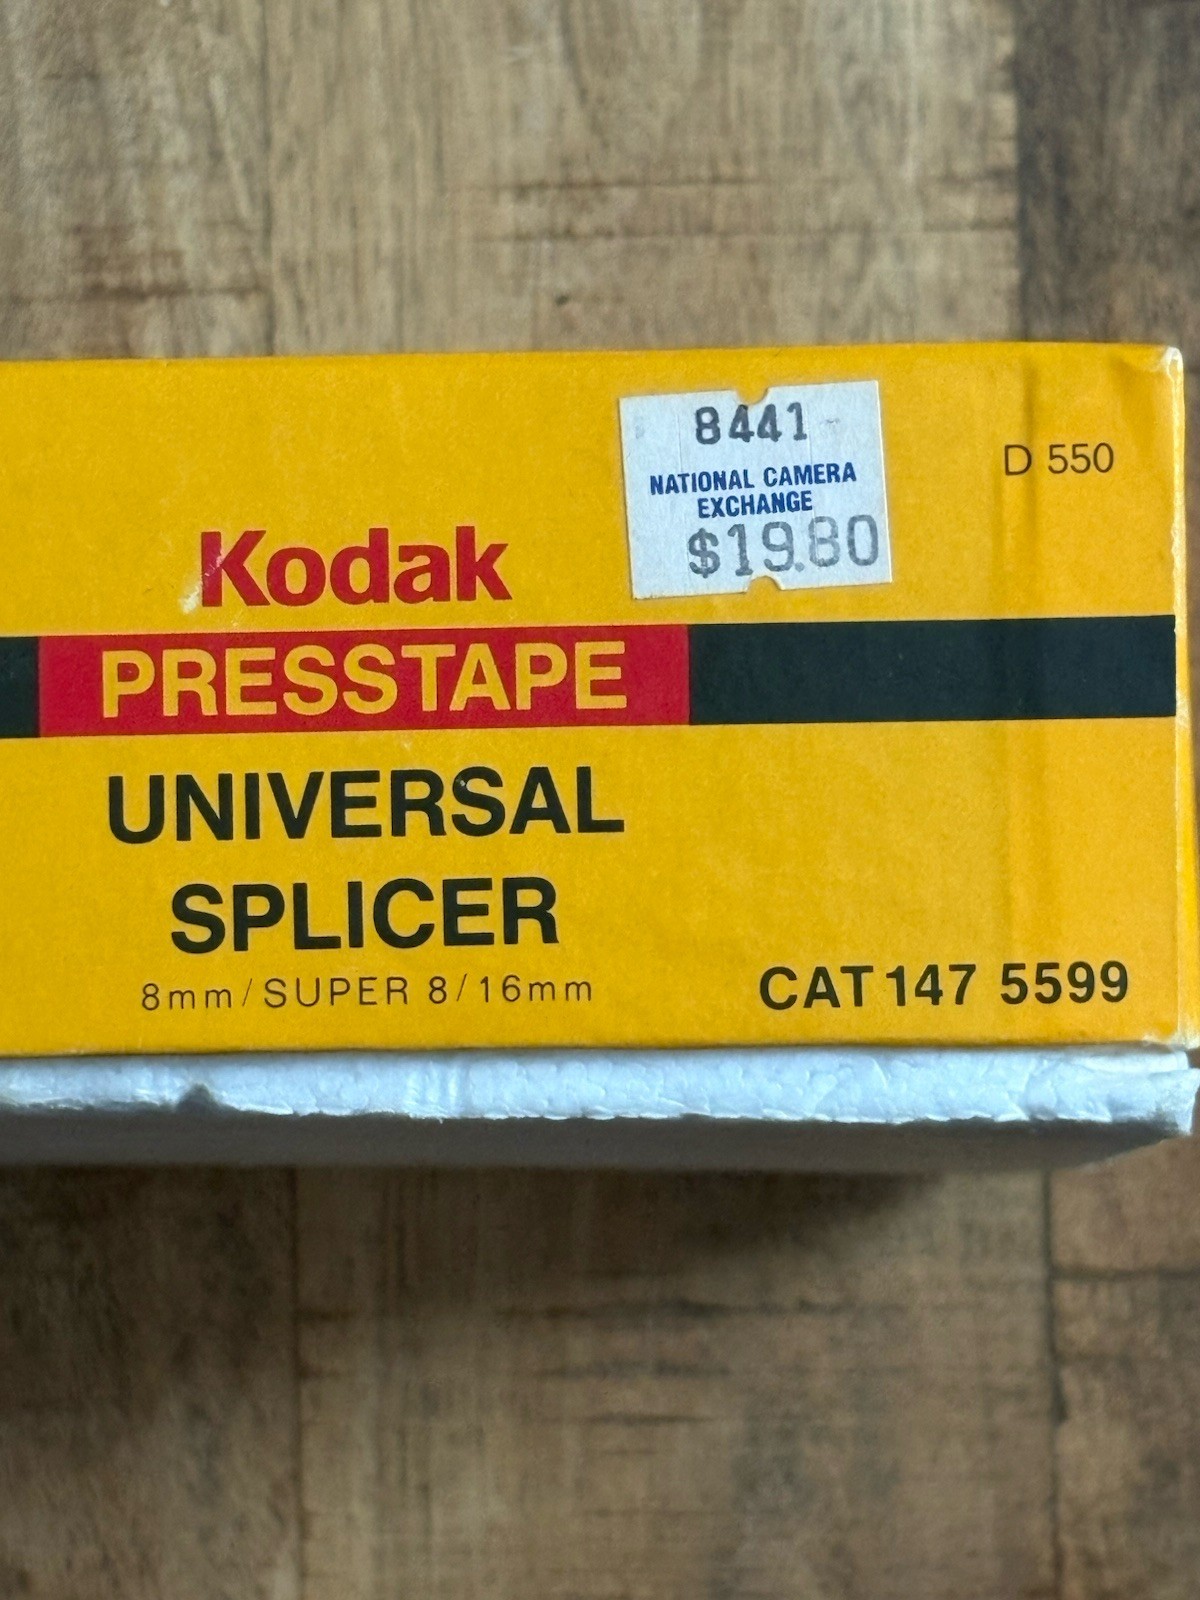 8441
NATIONAL CAMERA
EXCHANGE
$19.80
D 550
Kodak
PRESSTAPE
UNIVERSAL
SPLICER
8mm/SUPER 8/16mm
CAT 147 5599